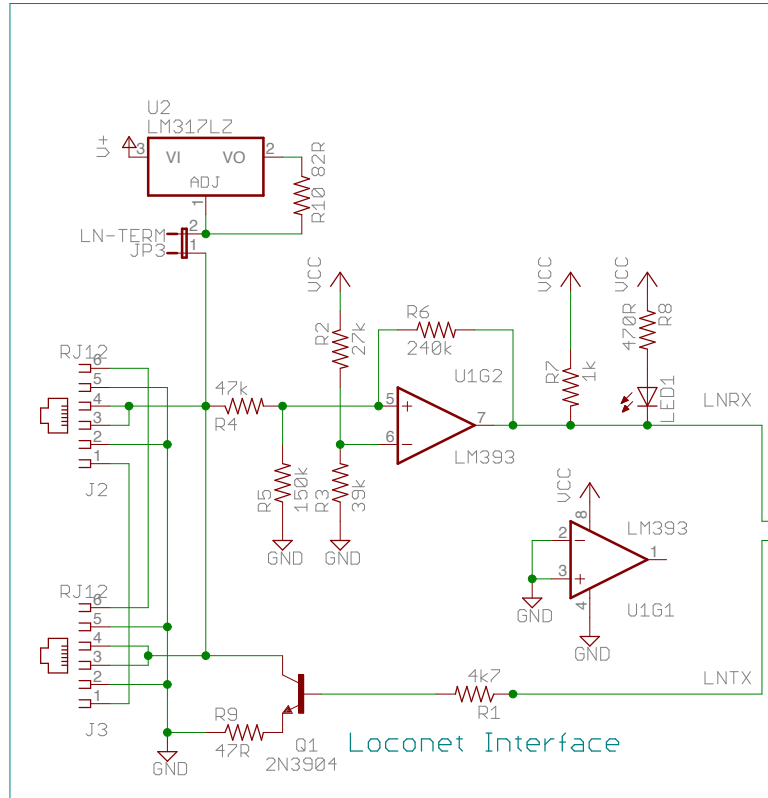 U2
LM317LZ
V+
3
VI
VO
2
ADJ
1
R10 82R
LN-TERM
2
JP3
1
VCC
VCC
VCC
R2
27k
R6
240k
R7
1k
470R
R8
LED1
RJ12
6
5
4
3
2
1
J2
47k
R4
5
+
6
-
7
U1G2
LM393
LNRX
R5
150k
R3
39k
GND
GND
VCC
8
LM393
2
-
3
+
1
4
U1G1
GND
GND
RJ12
6
5
4
3
2
1
J3
R9
47R
GND
Q1
2N3904
4k7
R1
LNTX
Loconet Interface